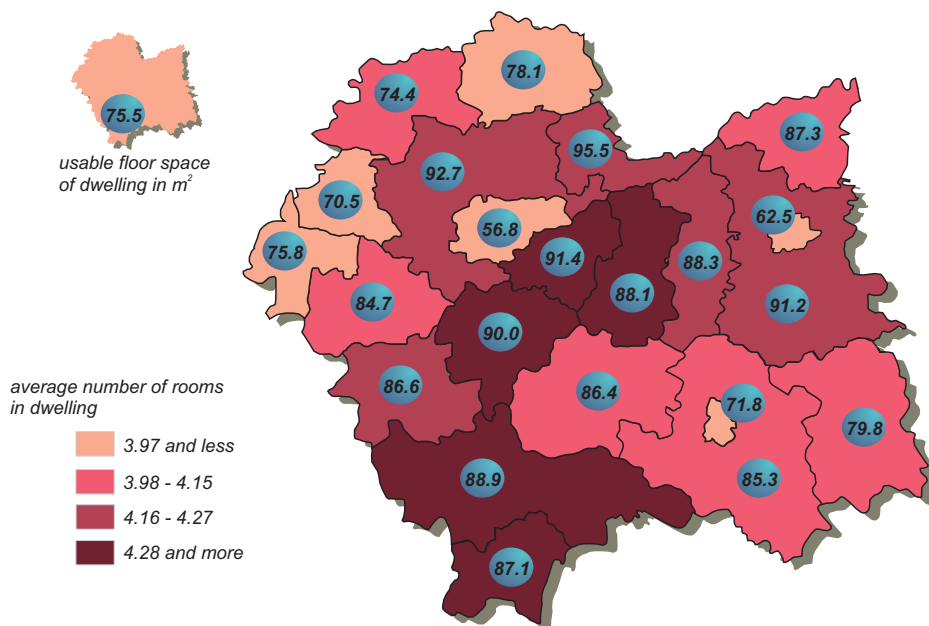 75.5
usable floor space
of dwelling in m²
78.1
74.4
87.3
95.5
92.7
70.5
62.5
56.8
75.8
91.4
88.3
88.1
84.7
91.2
90.0
average number of rooms
in dwelling
86.6
86.4
71.8
79.8
3.97 and less
3.98 - 4.15
88.9
85.3
4.16 - 4.27
4.28 and more
87.1